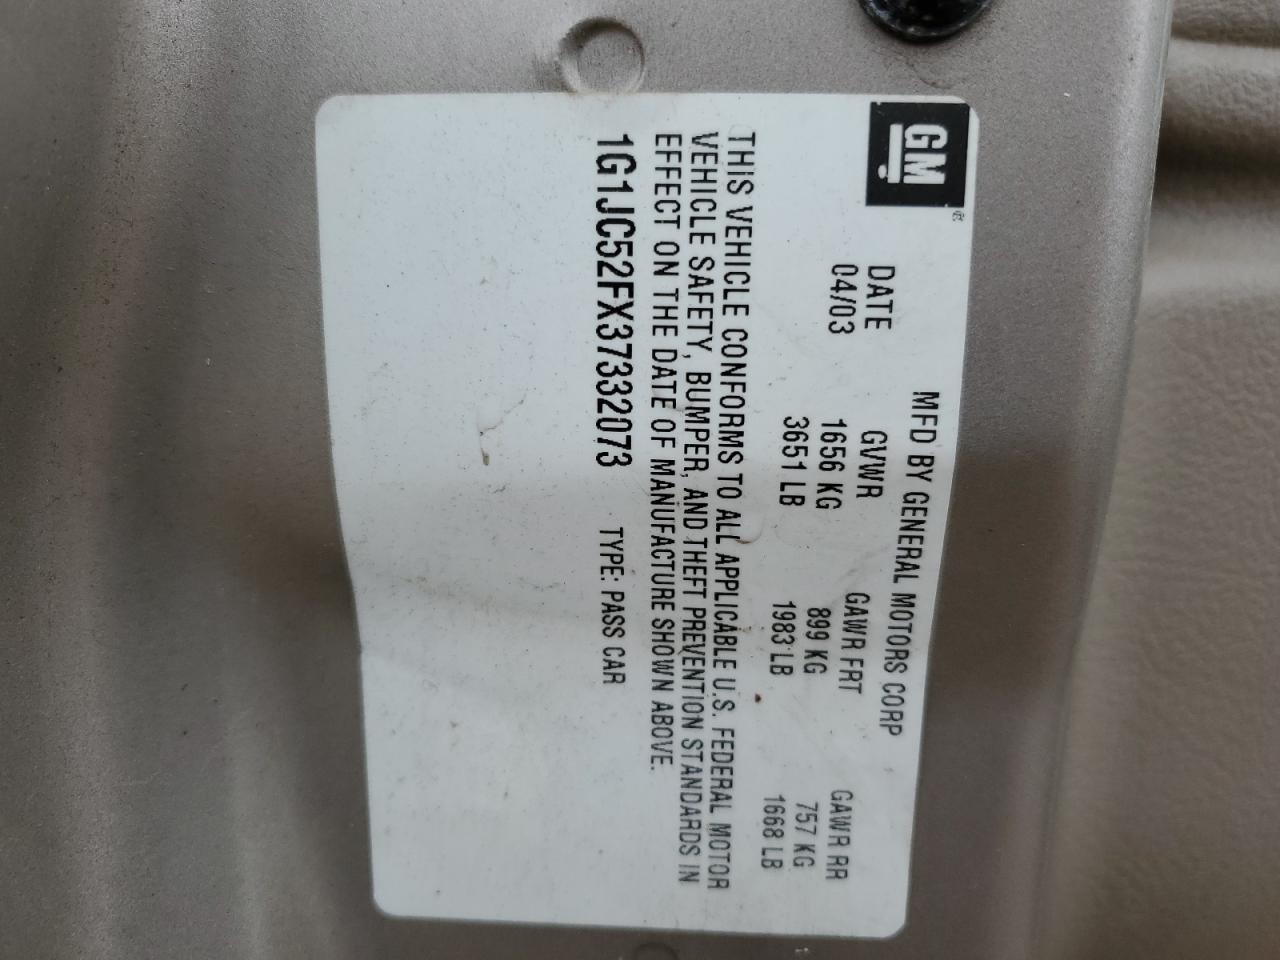 GM
®
MFD BY GENERAL MOTORS CORP
DATE GVWR GAWR FRT GAWR RR
04/03 1656 KG 899 KG 757 KG
3651 LB 1983 LB 1668 LB
THIS VEHICLE CONFORMS TO ALL APPLICABLE U.S. FEDERAL MOTOR
VEHICLE SAFETY, BUMPER, AND THEFT PREVENTION STANDARDS IN
EFFECT ON THE DATE OF MANUFACTURE SHOWN ABOVE.
1G1JC52FX37332073 TYPE: PASS CAR